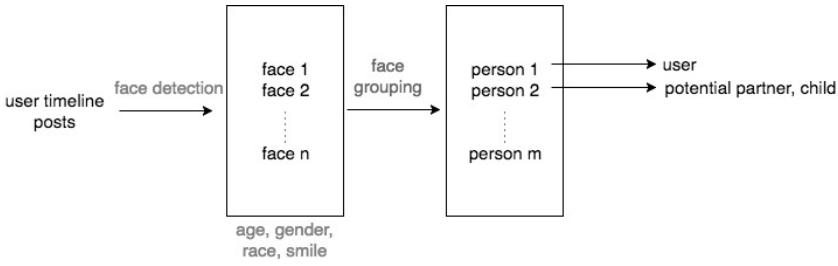 user timeline
posts
face detection
face 1
face 2
face n
age, gender,
race, smile
face
grouping
person 1
person 2
person m
user
potential partner, child